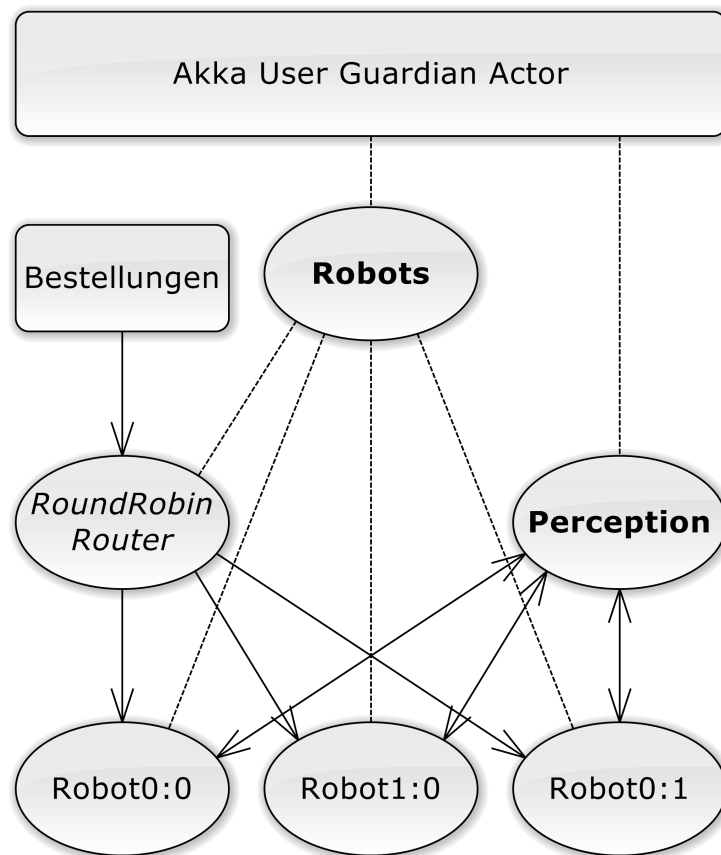 Akka User Guardian Actor
Bestellungen
Robots
RoundRobin
Router
Perception
Robot0:0
Robot1:0
Robot0:1